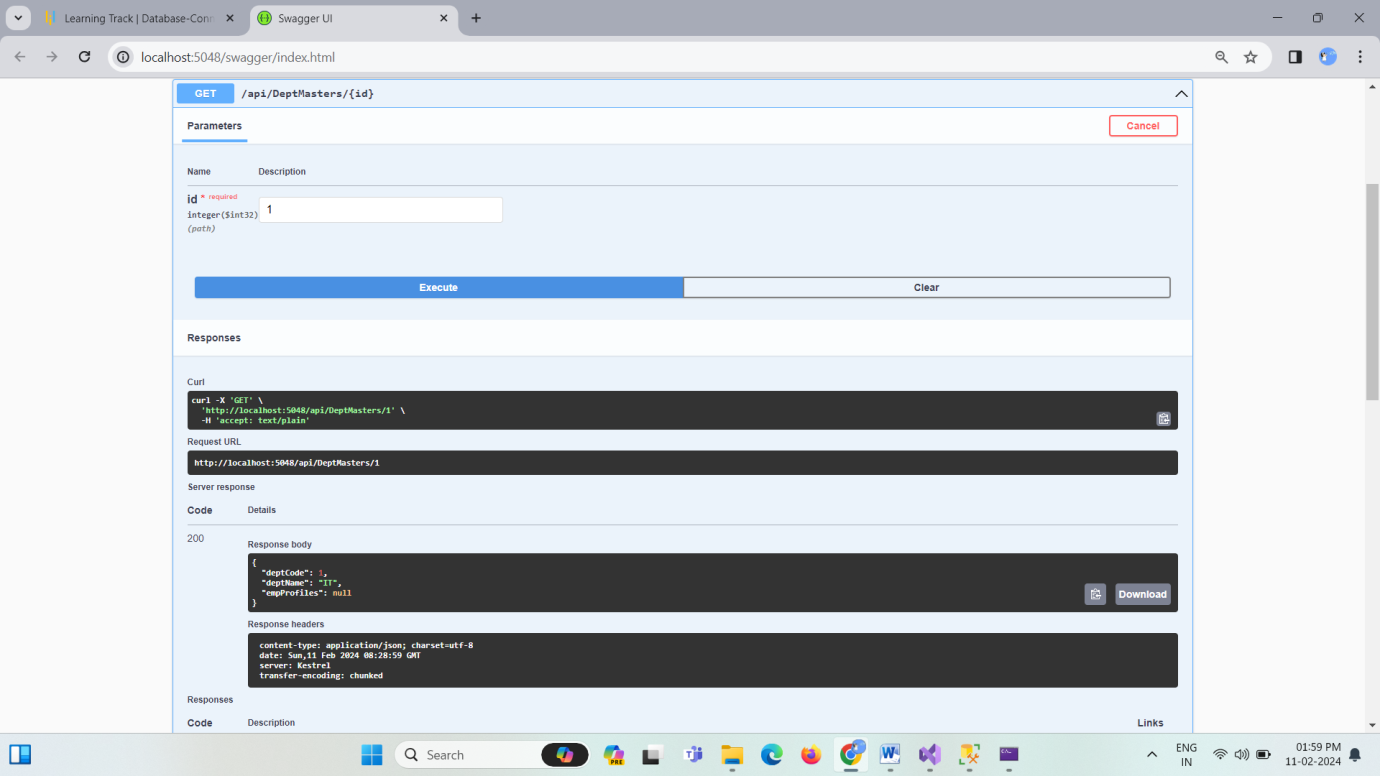 Learning Track | Database-Conn
Swagger UI
localhost:5048/swagger/index.html
GET /api/DeptMasters/{id}
Parameters
Cancel
Name Description
id * required
integer($int32)
(path)
1
Execute
Clear
Responses
Curl
curl -X 'GET' \
'http://localhost:5048/api/DeptMasters/1' \
-H 'accept: text/plain'
Request URL
http://localhost:5048/api/DeptMasters/1
Server response
Code Details
200
Response body
{
"deptCode": 1,
"deptName": "IT",
"empProfiles": null
}
Download
Response headers
content-type: application/json; charset=utf-8
date: Sun,11 Feb 2024 08:28:59 GMT
server: Kestrel
transfer-encoding: chunked
Responses
Code Description Links
Search
PRE
ENG
IN
01:59 PM
11-02-2024